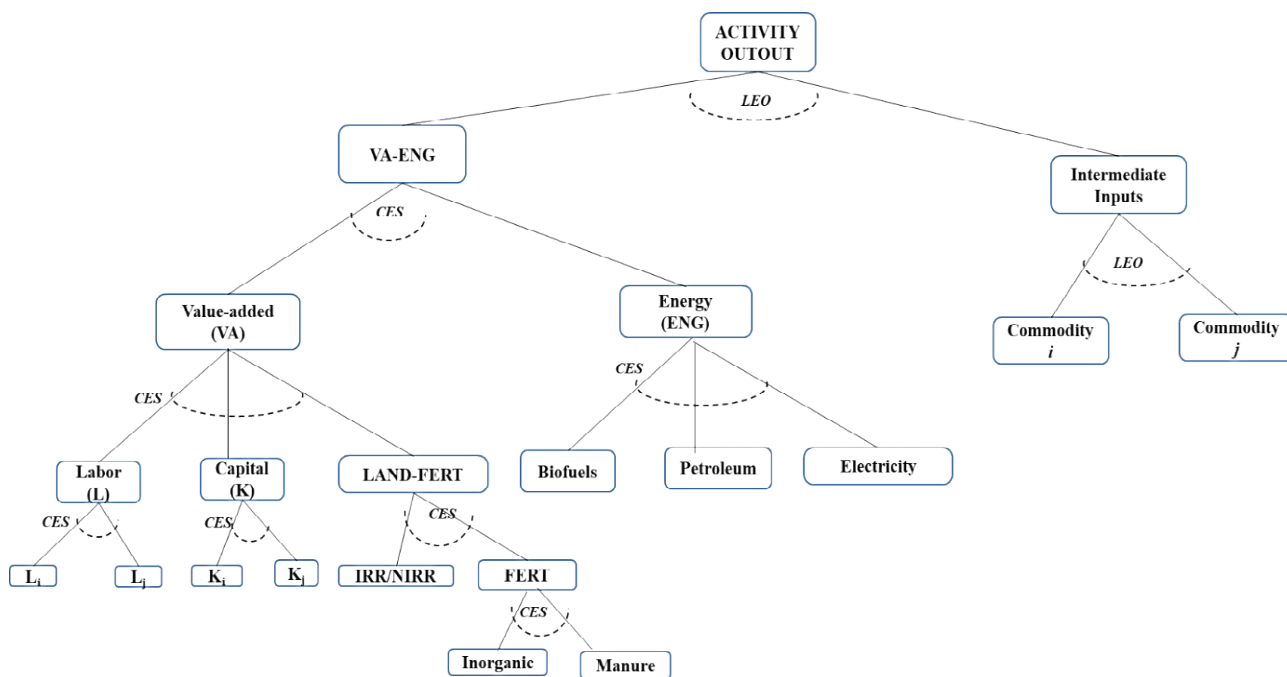 ACTIVITY
OUTOUT
LEO
VA-ENG
Intermediate
Inputs
CES
LEO
Value-added
(VA)
Energy
(ENG)
Commodity
i
Commodity
j
CES
CES
Labor
(L)
Capital
(K)
LAND-FERT
Biofuels
Petroleum
Electricity
CES
CES
CES
Li
Lj
Ki
Kj
IRR/NIRR
FERT
CES
Inorganic
Manure